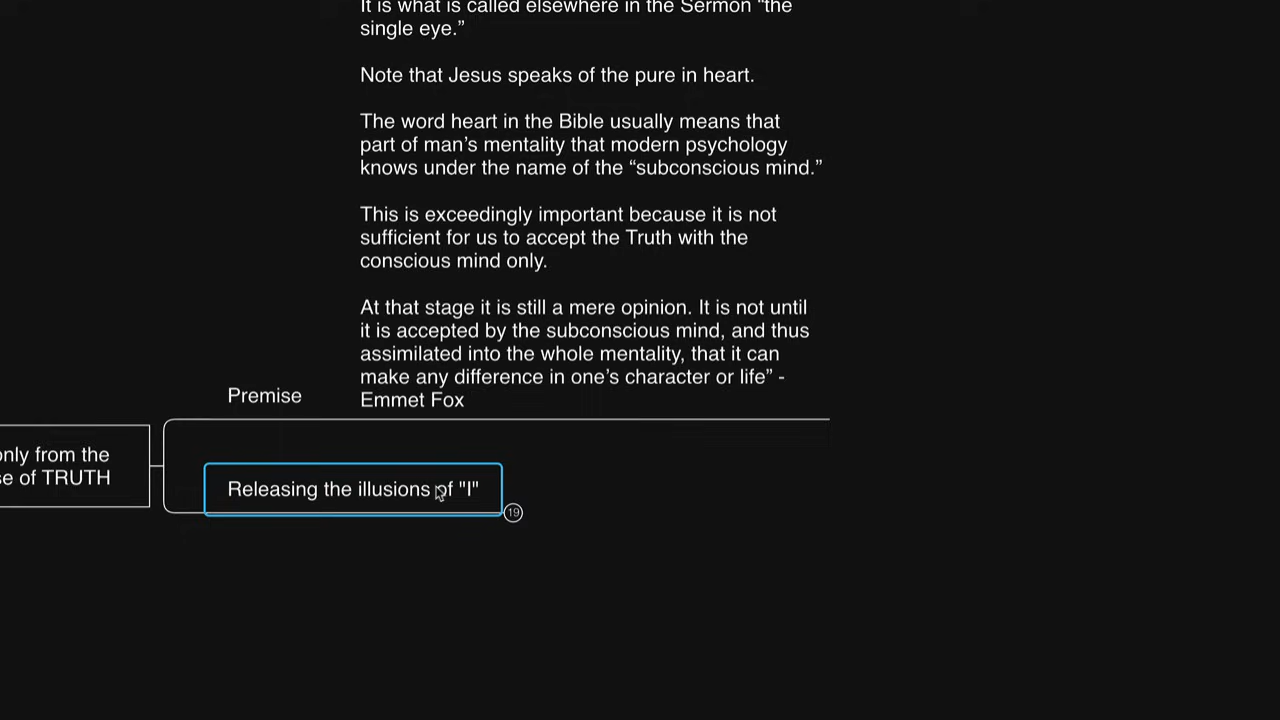 It is what is called elsewhere in the Sermon “the
single eye.”
Note that Jesus speaks of the pure in heart.
The word heart in the Bible usually means that
part of man’s mentality that modern psychology
knows under the name of the “subconscious mind.”
This is exceedingly important because it is not
sufficient for us to accept the Truth with the
conscious mind only.
At that stage it is still a mere opinion. It is not until
it is accepted by the subconscious mind, and thus
assimilated into the whole mentality, that it can
make any difference in one’s character or life” -
Emmet Fox
Premise
only from the
se of TRUTH
Releasing the illusions of "I"
19